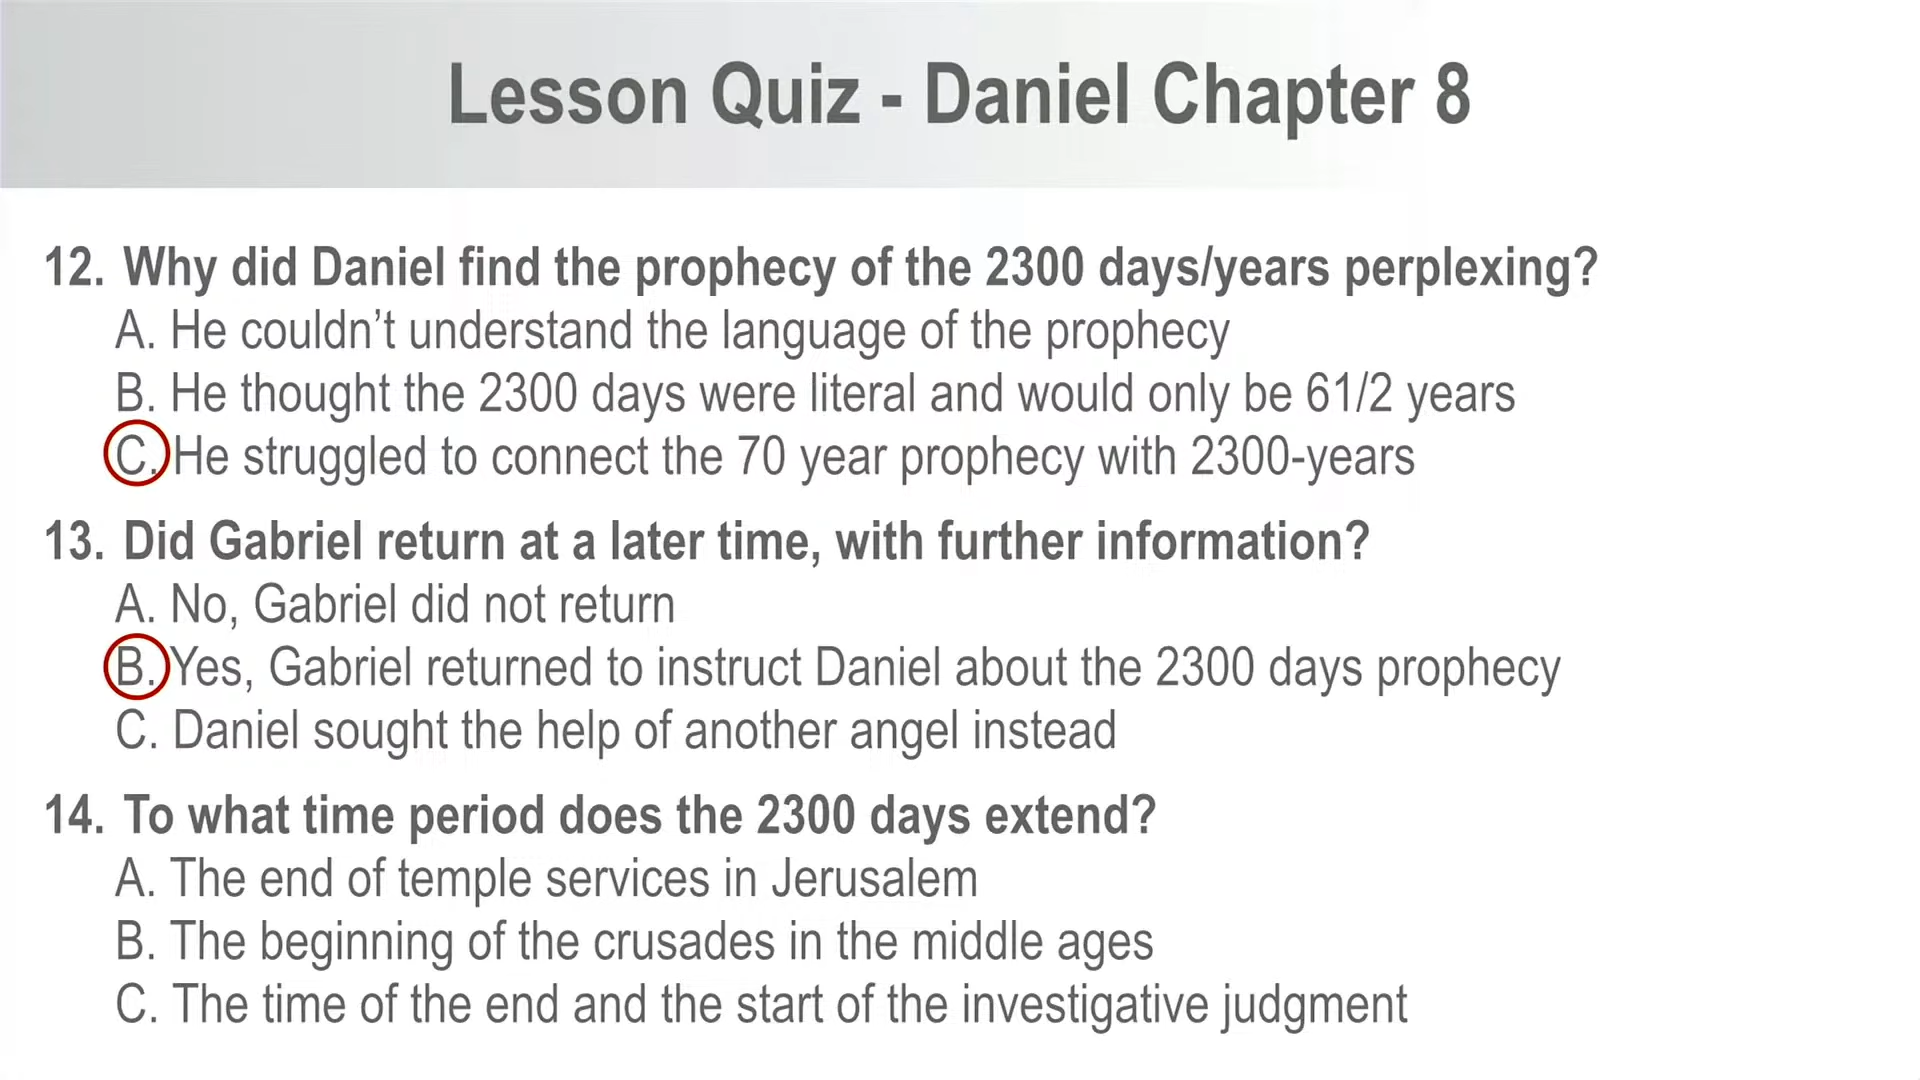 Lesson Quiz - Daniel Chapter 8
12. Why did Daniel find the prophecy of the 2300 days/years perplexing?
A. He couldn’t understand the language of the prophecy
B. He thought the 2300 days were literal and would only be 61/2 years
C. He struggled to connect the 70 year prophecy with 2300-years
13. Did Gabriel return at a later time, with further information?
A. No, Gabriel did not return
B. Yes, Gabriel returned to instruct Daniel about the 2300 days prophecy
C. Daniel sought the help of another angel instead
14. To what time period does the 2300 days extend?
A. The end of temple services in Jerusalem
B. The beginning of the crusades in the middle ages
C. The time of the end and the start of the investigative judgment